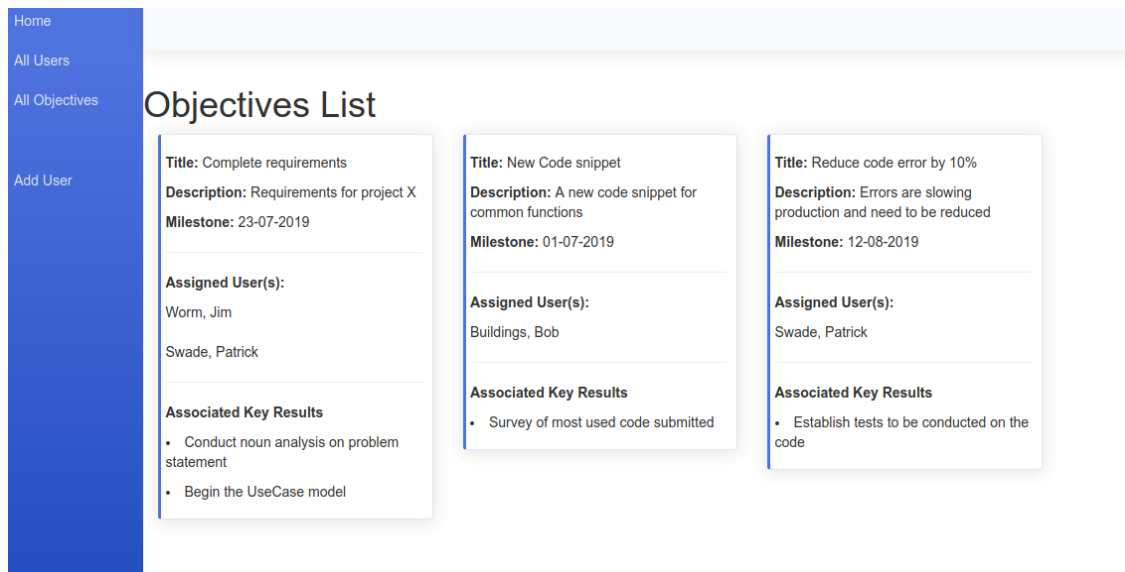 Home
All Users
All Objectives
Add User
Objectives List
Title: Complete requirements
Description: Requirements for project X
Milestone: 23-07-2019
Assigned User(s):
Worm, Jim
Swade, Patrick
Associated Key Results
• Conduct noun analysis on problem
statement
• Begin the UseCase model
Title: New Code snippet
Description: A new code snippet for
common functions
Milestone: 01-07-2019
Assigned User(s):
Buildings, Bob
Associated Key Results
• Survey of most used code submitted
Title: Reduce code error by 10%
Description: Errors are slowing
production and need to be reduced
Milestone: 12-08-2019
Assigned User(s):
Swade, Patrick
Associated Key Results
• Establish tests to be conducted on the
code